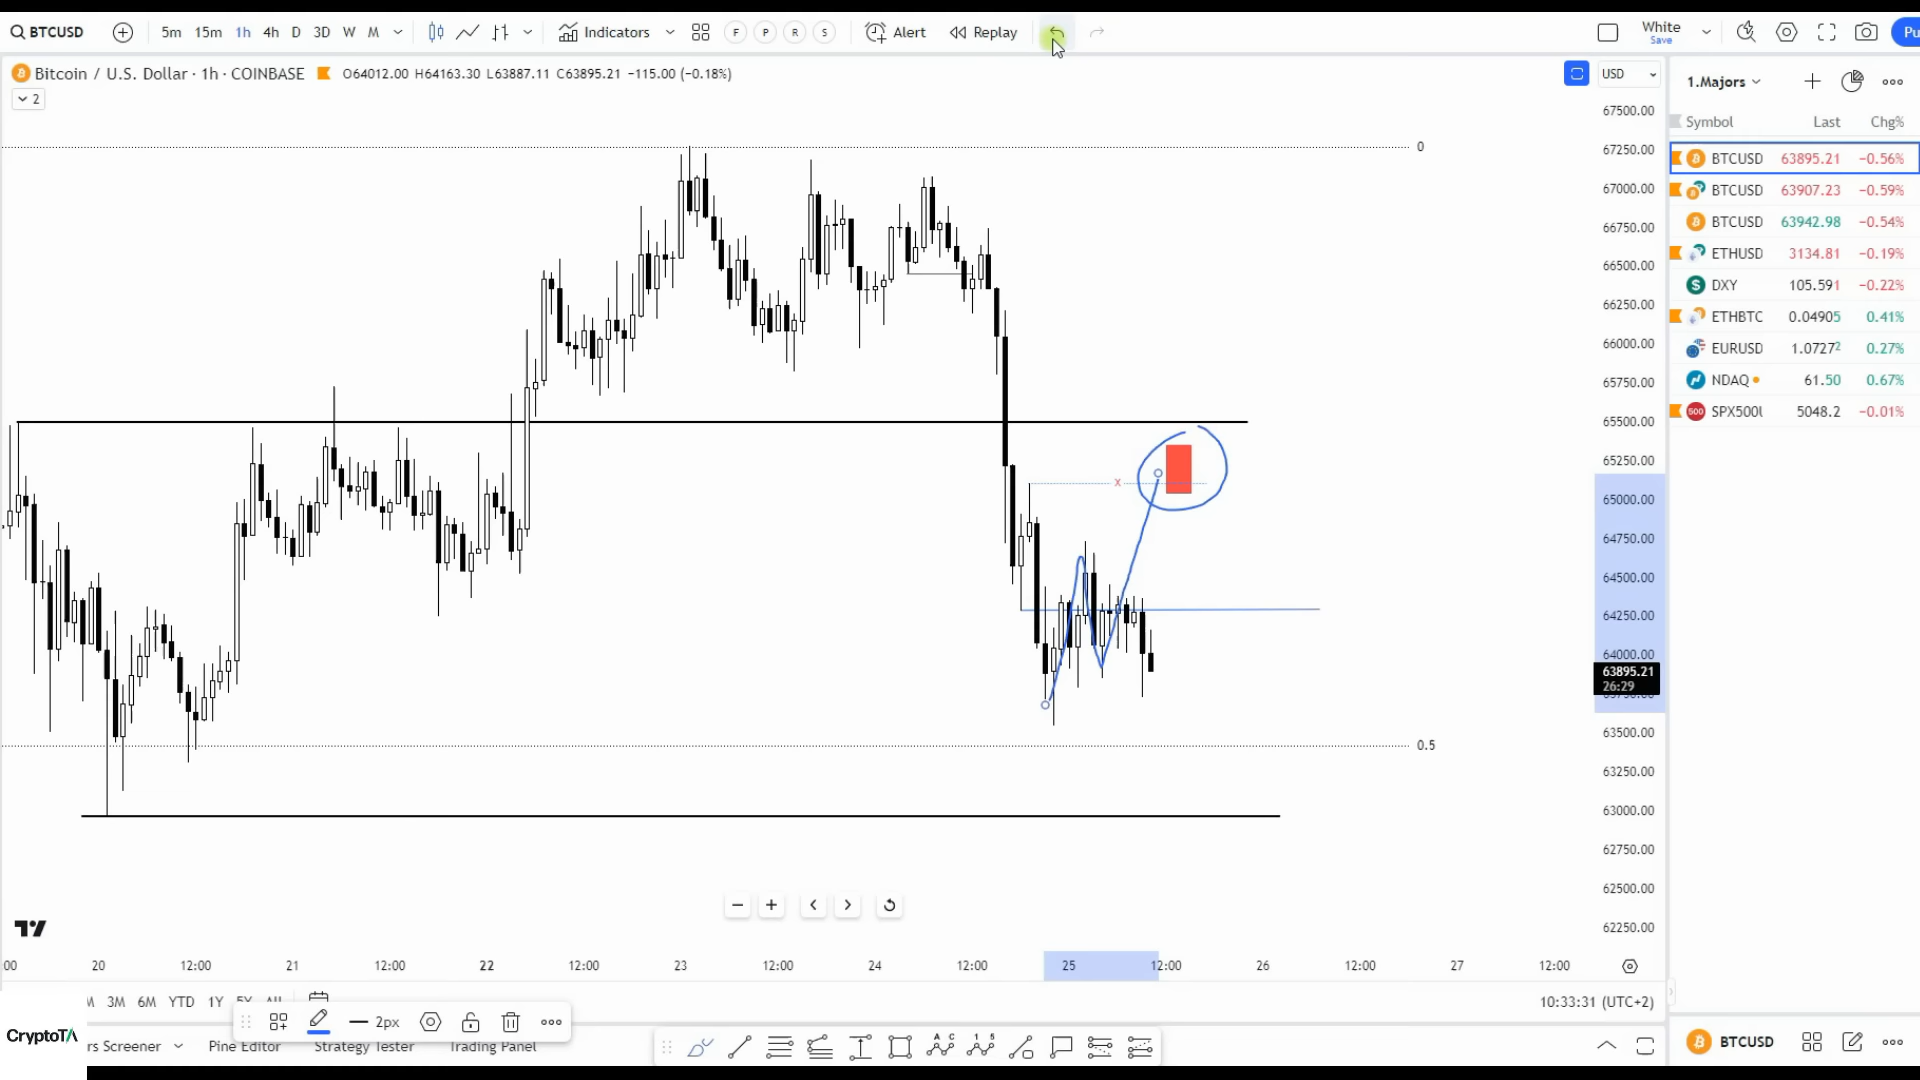 BTCUSD 5m 15m 1h 4h D 3D W M Indicators F P R S Alert Replay White Save Pu
Bitcoin / U.S. Dollar · 1h · COINBASE O64012.00 H64163.30 L63887.11 C63895.21 −115.00 (−0.18%) USD
2
1.Majors
Symbol Last Chg%
BTCUSD 63895.21 −0.56%
BTCUSD 63907.23 −0.59%
BTCUSD 63942.98 −0.54%
ETHUSD 3134.81 −0.19%
DXY 105.591 −0.22%
ETHBTC 0.04905 0.41%
EURUSD 1.07272 0.27%
NDAQ 61.50 0.67%
SPX500U 5048.2 −0.01%
67500.00
67250.00
67000.00
66750.00
66500.00
66250.00
66000.00
65750.00
65500.00
65250.00
65000.00
64750.00
64500.00
64250.00
64000.00
63895.21
26:29
63500.00
63250.00
63000.00
62750.00
62500.00
62250.00
0
x
0.5
:00 20 12:00 21 12:00 22 12:00 23 12:00 24 12:00 25 12:00 26 12:00 27 12:00
3M 6M YTD 1Y 5Y All 10:33:31 (UTC+2)
2px
CryptoTA
rs Screener Pine Editor Strategy Tester Trading Panel
BTCUSD